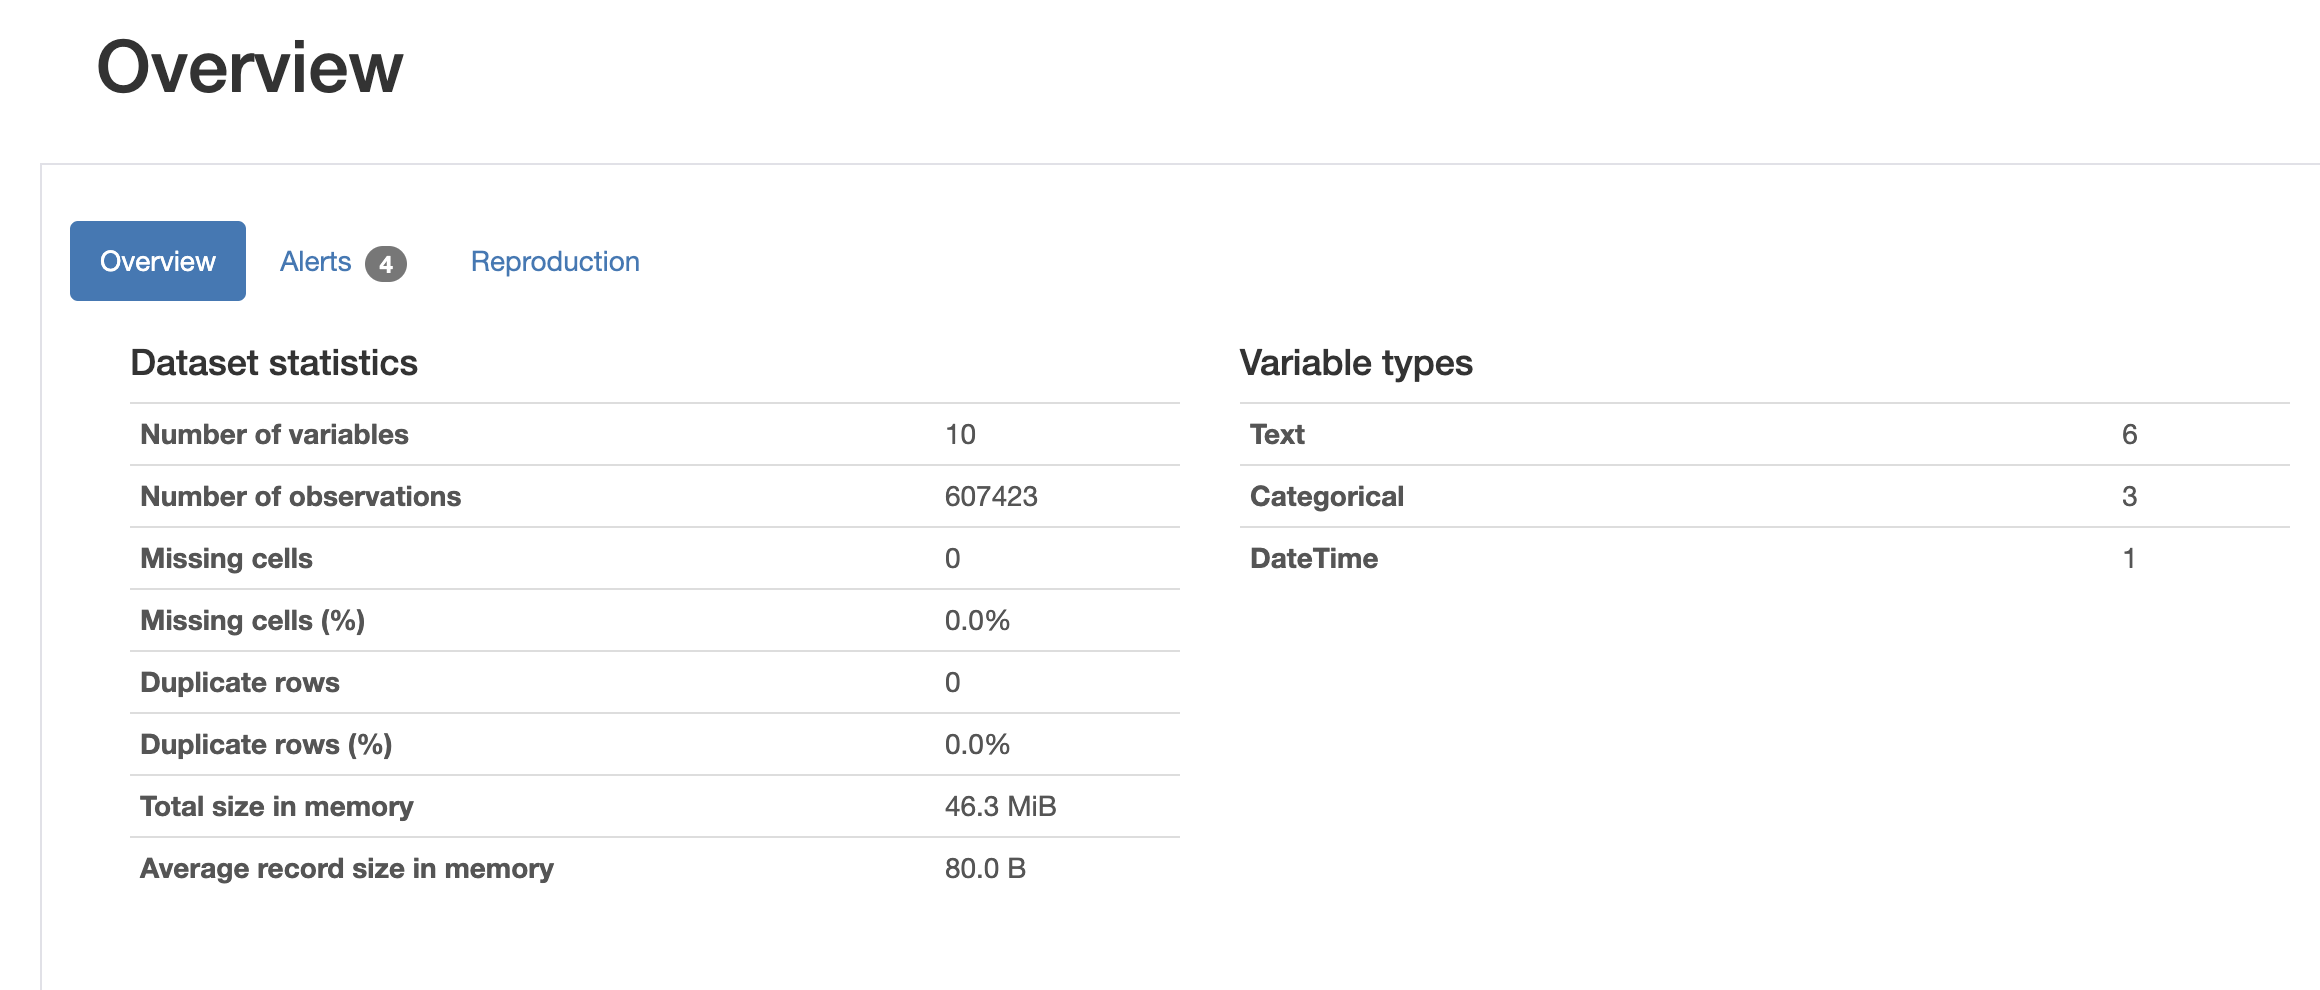 Overview
Overview Alerts 4 Reproduction
Dataset statistics
Number of variables 10
Number of observations 607423
Missing cells 0
Missing cells (%) 0.0%
Duplicate rows 0
Duplicate rows (%) 0.0%
Total size in memory 46.3 MiB
Average record size in memory 80.0 B
Variable types
Text 6
Categorical 3
DateTime 1